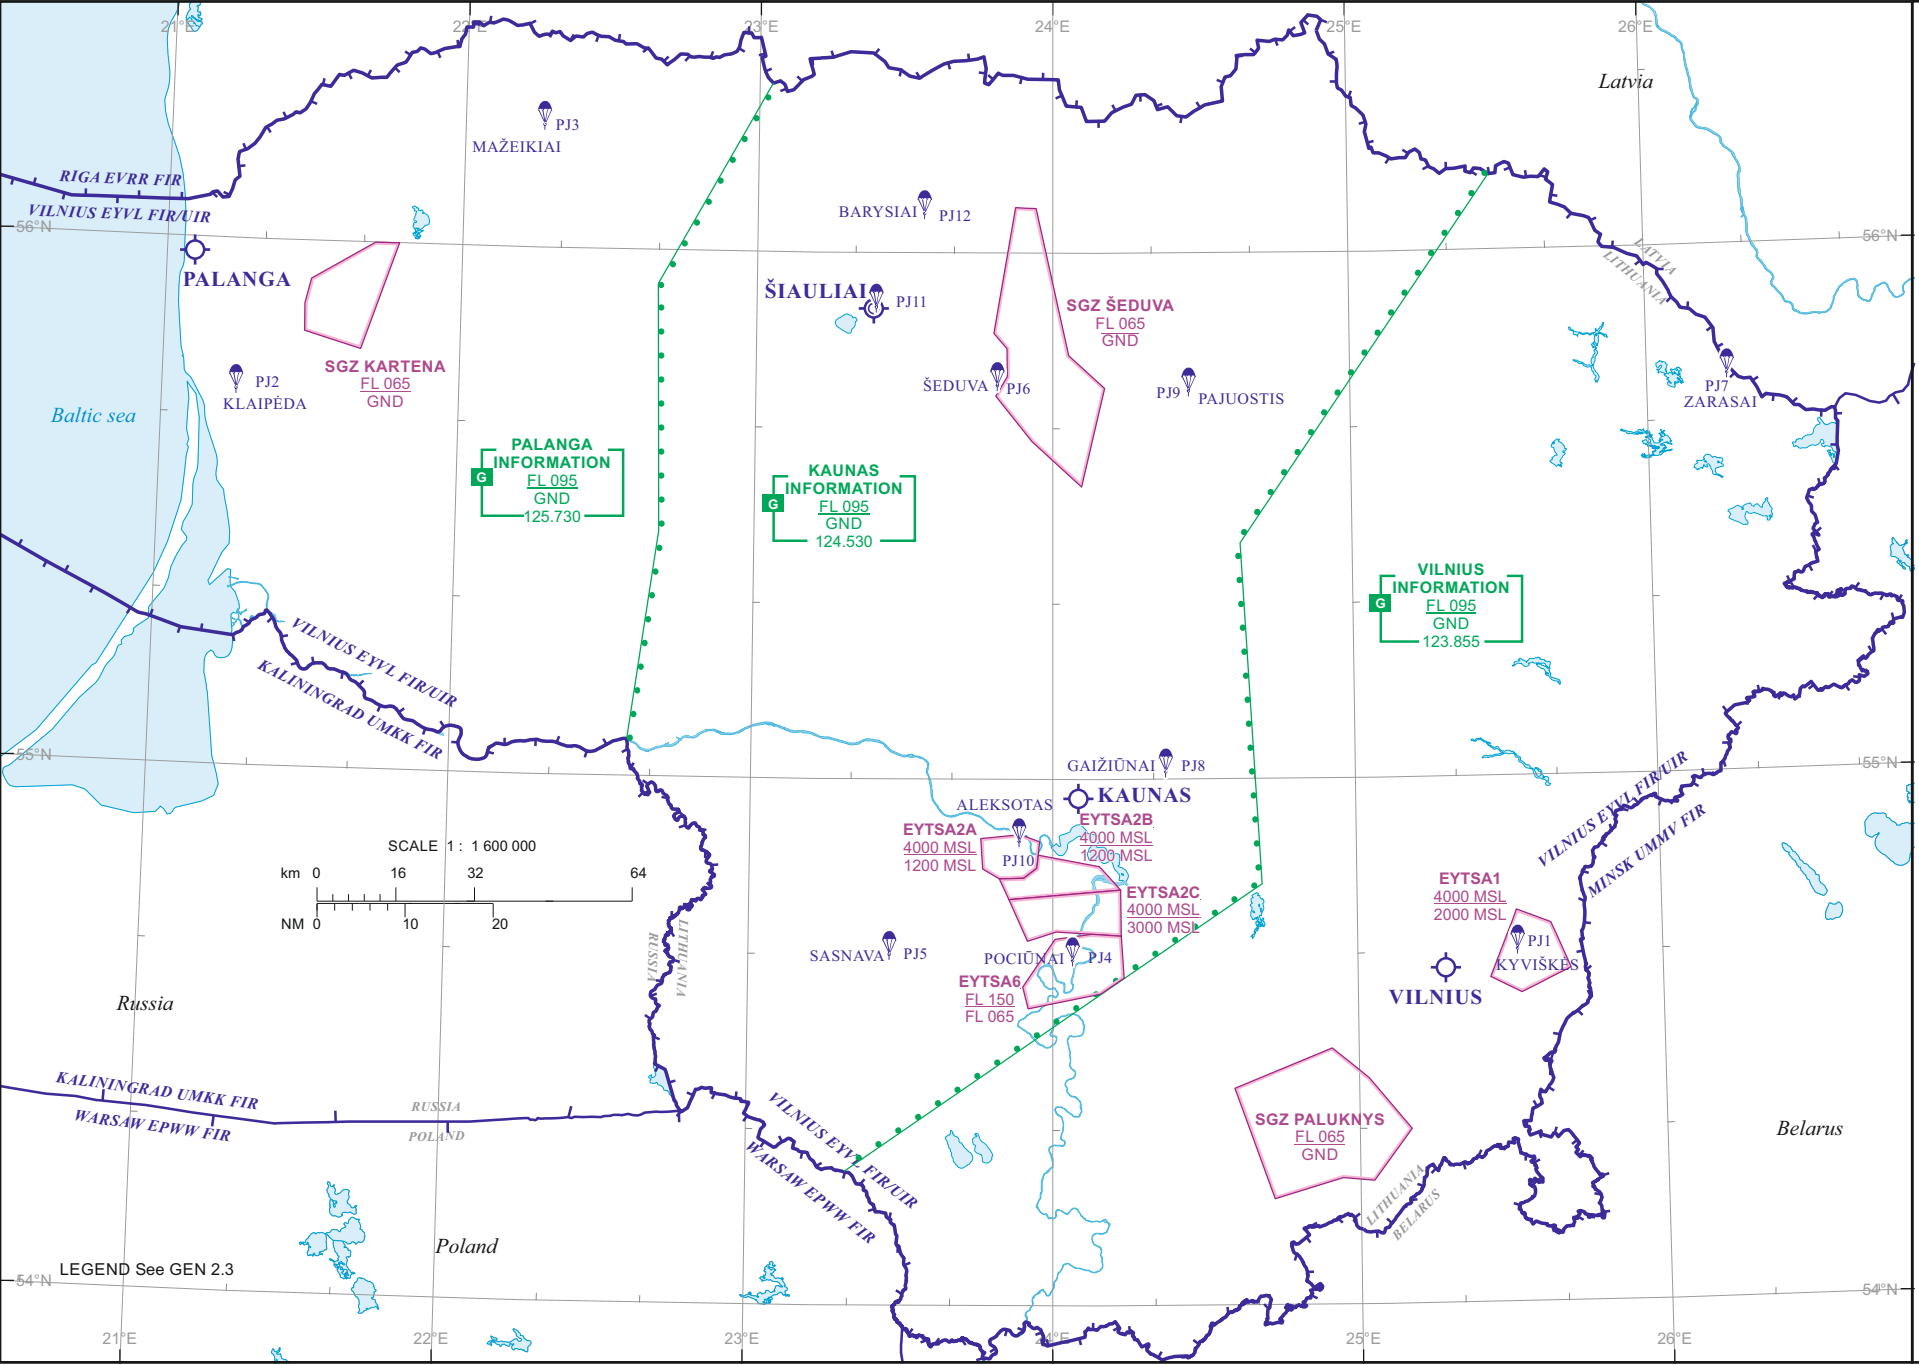 21°E
22°E
23°E
24°E
25°E
26°E
Latvia
PJ3
MAŽEIKIAI
RIGA EVRR FIR
VILNIUS EYVL FIR/UIR
56°N
56°N
PALANGA
BARYSIAI
PJ12
LATVIA
LITHUANIA
ŠIAULIAI
PJ11
SGZ ŠEDUVA
FL 065
GND
SGZ KARTENA
FL 065
GND
PJ2
KLAIPĖDA
ŠEDUVA
PJ6
PJ9
PAJUOSTIS
PJ7
ZARASAI
Baltic sea
PALANGA
INFORMATION
G
FL 095
GND
125.730
KAUNAS
INFORMATION
G
FL 095
GND
124.530
VILNIUS
INFORMATION
G
FL 095
GND
123.855
VILNIUS EYVL FIR/UIR
KALININGRAD UMKK FIR
55°N
55°N
GAIŽIŪNAI
PJ8
KAUNAS
ALEKSOTAS
PJ10
EYTSA2A
4000 MSL
1200 MSL
EYTSA2B
4000 MSL
1200 MSL
VILNIUS EYVL FIR/UIR
MINSK UMMV FIR
SCALE 1 : 1 600 000
km 0 16 32 64
NM 0 10 20
EYTSA2C
4000 MSL
3000 MSL
EYTSA1
4000 MSL
2000 MSL
PJ1
KYVIŠKĖS
RUSSIA
LITHUANIA
SASNAVA
PJ5
POCIŪNAI
PJ4
EYTSA6
FL 150
FL 065
VILNIUS
Russia
KALININGRAD UMKK FIR
WARSAW EPWW FIR
RUSSIA
POLAND
VILNIUS EYVL FIR/UIR
WARSAW EPWW FIR
SGZ PALUKNYS
FL 065
GND
Belarus
LITHUANIA
BELARUS
Poland
LEGEND See GEN 2.3
54°N
54°N
21°E
22°E
23°E
24°E
25°E
26°E